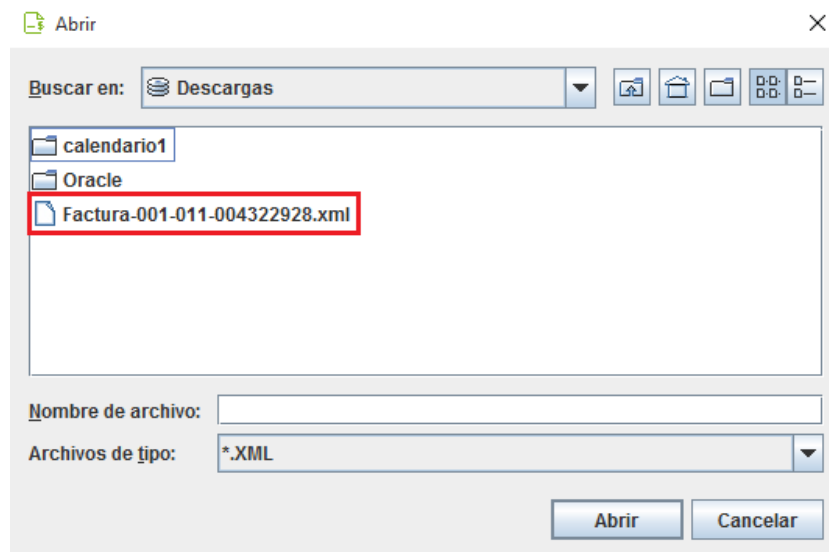 Abrir
Buscar en: Descargas
calendario1
Oracle
Factura-001-011-004322928.xml
Nombre de archivo:
Archivos de tipo: *.XML
Abrir Cancelar